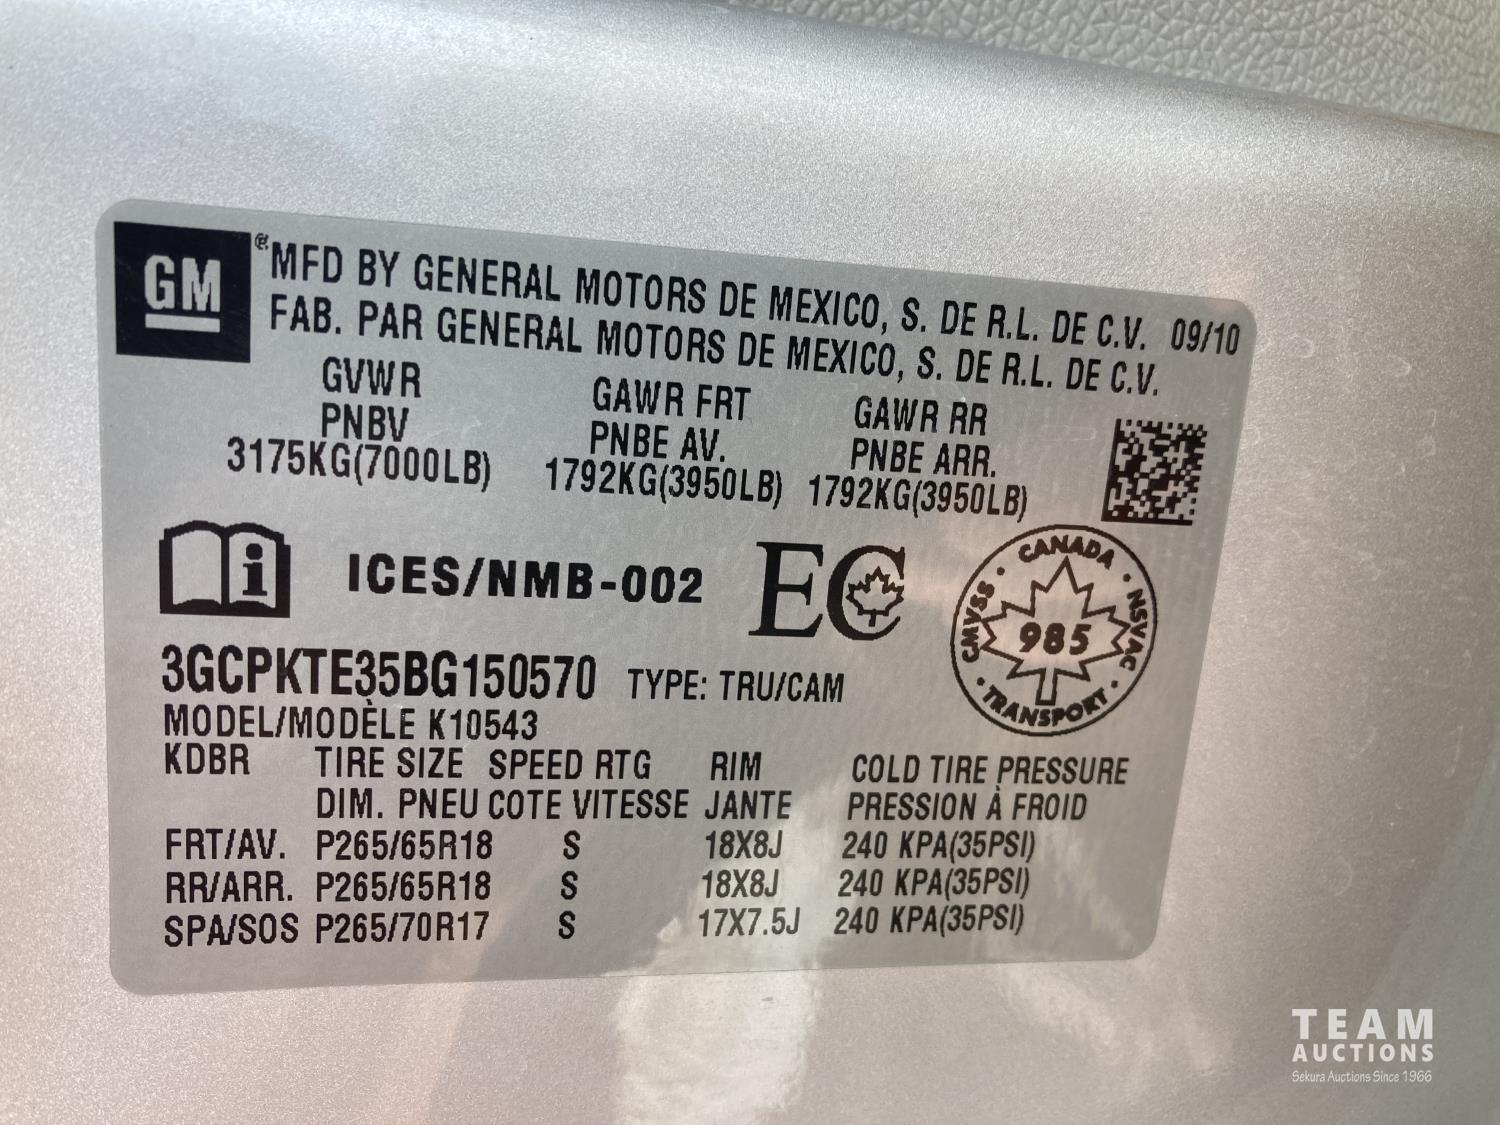 GM
® MFD BY GENERAL MOTORS DE MEXICO, S. DE R.L. DE C.V. 09/10
FAB. PAR GENERAL MOTORS DE MEXICO, S. DE R.L. DE C.V.
GVWR GAWR FRT GAWR RR
PNBV PNBE AV. PNBE ARR.
3175KG(7000LB) 1792KG(3950LB) 1792KG(3950LB)
i ICES/NMB-002 EC
CANADA
CMVSS • 985 • NSVAC
• TRANSPORT •
3GCPKTE35BG150570 TYPE: TRU/CAM
MODEL/MODÈLE K10543
KDBR TIRE SIZE SPEED RTG RIM COLD TIRE PRESSURE
DIM. PNEU COTE VITESSE JANTE PRESSION À FROID
FRT/AV. P265/65R18 S 18X8J 240 KPA(35PSI)
RR/ARR. P265/65R18 S 18X8J 240 KPA(35PSI)
SPA/SOS P265/70R17 S 17X7.5J 240 KPA(35PSI)
TEAM
AUCTIONS
Sekura Auctions Since 1966